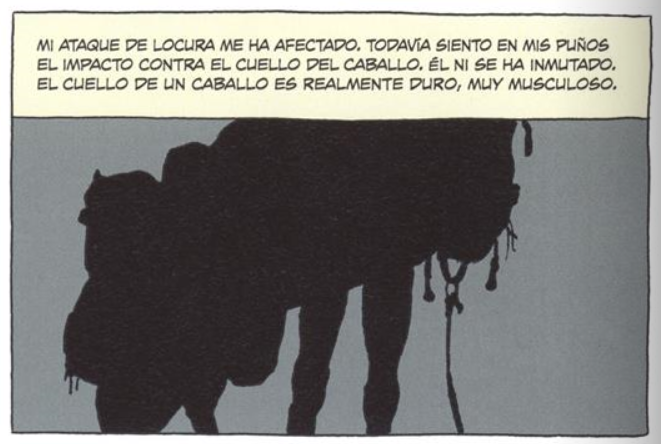 MI ATAQUE DE LOCURA ME HA AFECTADO. TODAVÍA SIENTO EN MIS PUÑOS
EL IMPACTO CONTRA EL CUELLO DEL CABALLO. ÉL NI SE HA INMUTADO.
EL CUELLO DE UN CABALLO ES REALMENTE DURO, MUY MUSCULOSO.